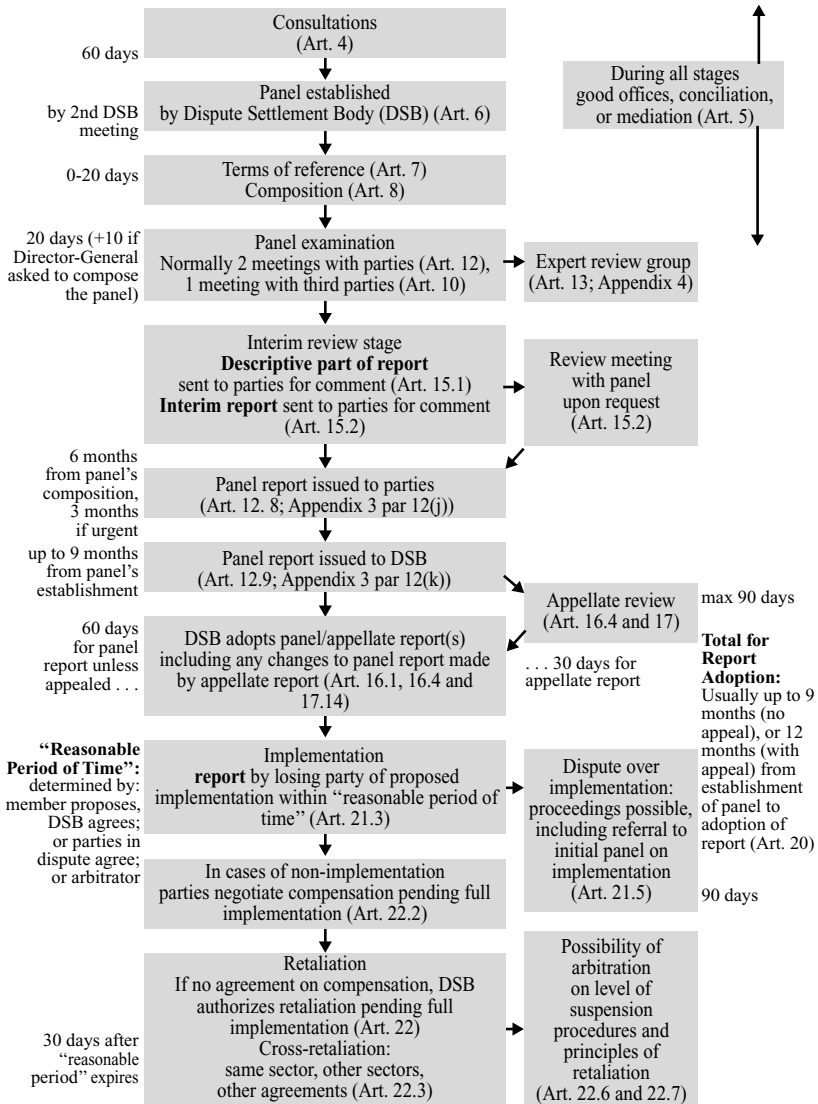 Consultations
(Art. 4)
60 days
During all stages
good offices, conciliation,
or mediation (Art. 5)
Panel established
by Dispute Settlement Body (DSB) (Art. 6)
by 2nd DSB
meeting
0-20 days
Terms of reference (Art. 7)
Composition (Art. 8)
20 days (+10 if
Director-General
asked to compose
the panel)
Panel examination
Normally 2 meetings with parties (Art. 12),
1 meeting with third parties (Art. 10)
Expert review group
(Art. 13; Appendix 4)
Interim review stage
Descriptive part of report
sent to parties for comment (Art. 15.1)
Interim report sent to parties for comment
(Art. 15.2)
Review meeting
with panel
upon request
(Art. 15.2)
6 months
from panel’s
composition,
3 months
if urgent
Panel report issued to parties
(Art. 12. 8; Appendix 3 par 12(j))
up to 9 months
from panel’s
establishment
Panel report issued to DSB
(Art. 12.9; Appendix 3 par 12(k))
Appellate review
(Art. 16.4 and 17)
max 90 days
60 days
for panel
report unless
appealed . . .
DSB adopts panel/appellate report(s)
including any changes to panel report made
by appellate report (Art. 16.1, 16.4 and
17.14)
. . . 30 days for
appellate report
Total for
Report
Adoption:
Usually up to 9
months (no
appeal), or 12
months (with
appeal) from
establishment
of panel to
adoption of
report (Art. 20)
“Reasonable
Period of Time”:
determined by:
member proposes,
DSB agrees;
or parties in
dispute agree;
or arbitrator
Implementation
report by losing party of proposed
implementation within “reasonable period of
time” (Art. 21.3)
Dispute over
implementation:
proceedings possible,
including referral to
initial panel on
implementation
(Art. 21.5)
90 days
In cases of non-implementation
parties negotiate compensation pending full
implementation (Art. 22.2)
30 days after
“reasonable
period” expires
Retaliation
If no agreement on compensation, DSB
authorizes retaliation pending full
implementation (Art. 22)
Cross-retaliation:
same sector, other sectors,
other agreements (Art. 22.3)
Possibility of
arbitration
on level of
suspension
procedures and
principles of
retaliation
(Art. 22.6 and 22.7)